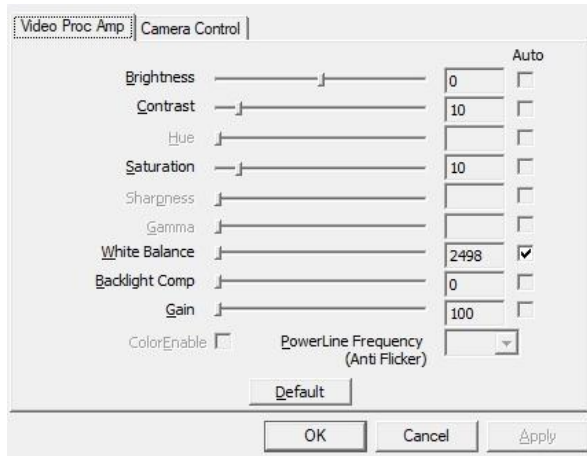 Video Proc Amp Camera Control
Auto
Brightness 0
Contrast 10
Hue
Saturation 10
Sharpness
Gamma
White Balance 2498
Backlight Comp 0
Gain 100
ColorEnable PowerLine Frequency
(Anti Flicker)
Default
OK Cancel Apply